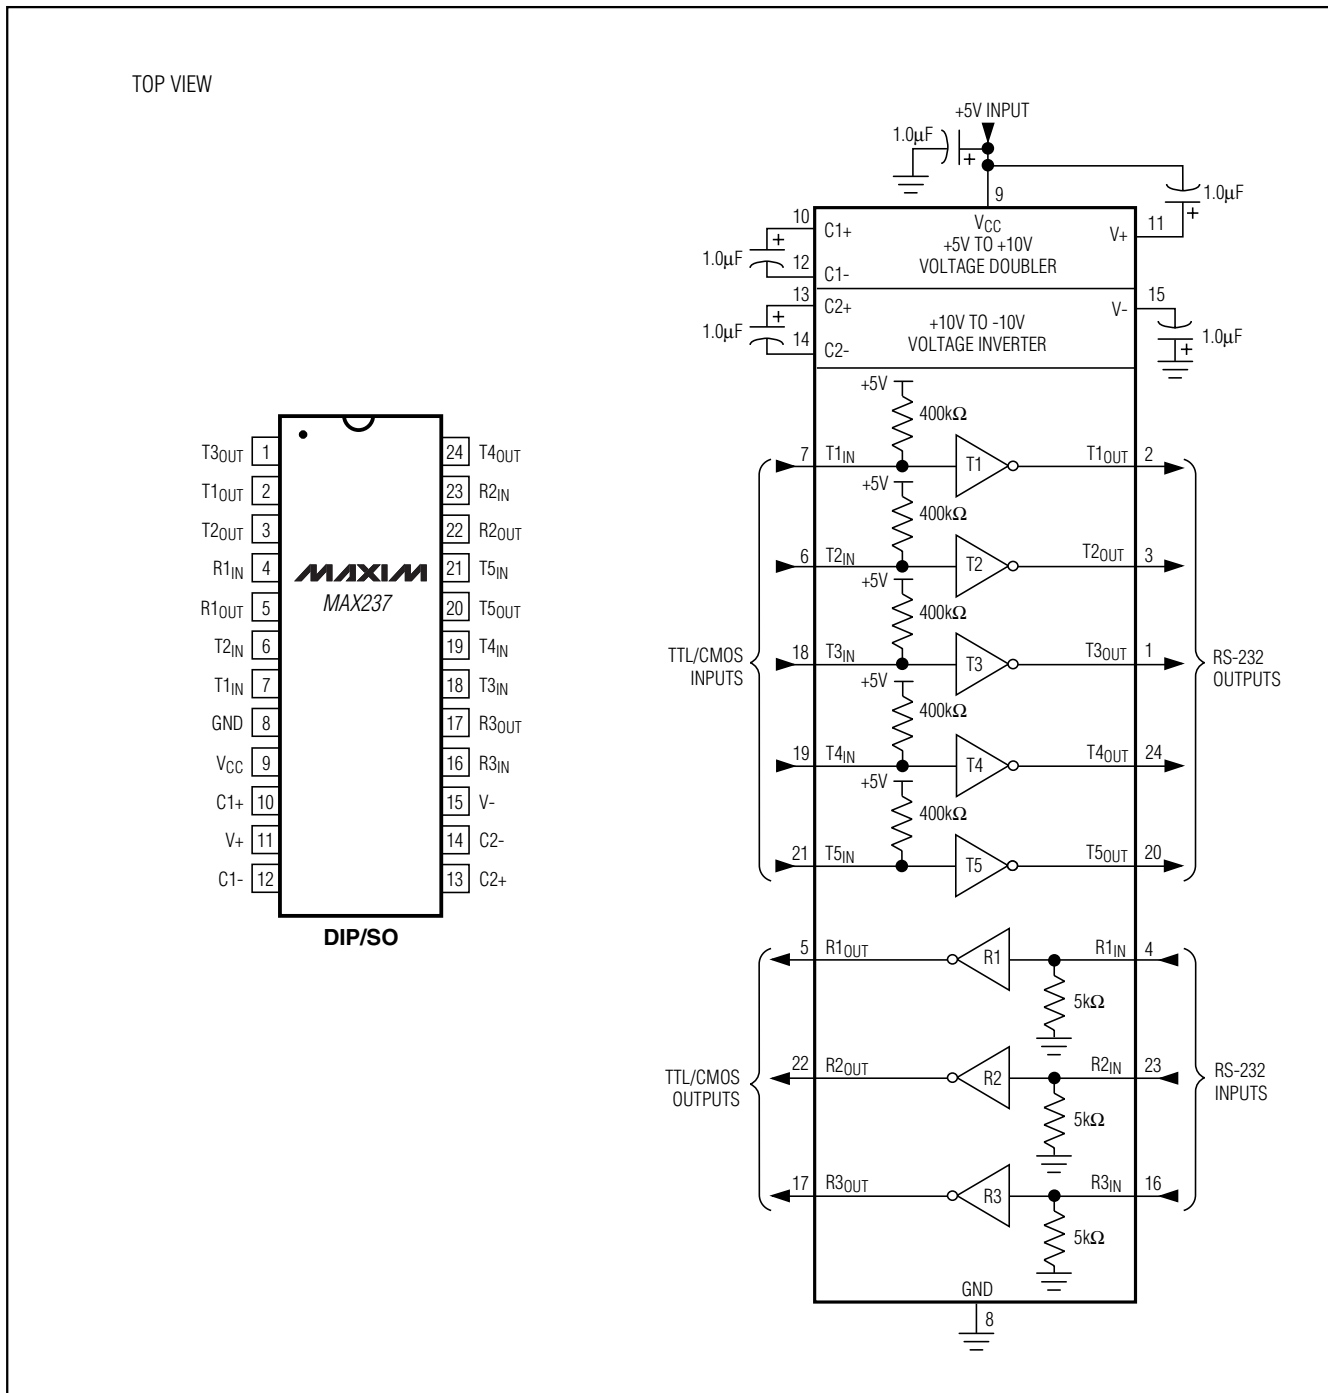 TOP VIEW
T3OUT 1
T1OUT 2
T2OUT 3
R1IN 4
R1OUT 5
T2IN 6
T1IN 7
GND 8
VCC 9
C1+ 10
V+ 11
C1- 12
24 T4OUT
23 R2IN
22 R2OUT
21 T5IN
20 T5OUT
19 T4IN
18 T3IN
17 R3OUT
16 R3IN
15 V-
14 C2-
13 C2+
MAXIM
MAX237
DIP/SO
+5V INPUT
1.0μF
+
9
1.0μF
+
10 C1+
VCC
+5V TO +10V
VOLTAGE DOUBLER
V+ 11
1.0μF
+
12 C1-
13 C2+
+10V TO -10V
VOLTAGE INVERTER
V- 15
1.0μF
+
14 C2-
1.0μF
+
+5V
400kΩ
7 T1IN T1 T1OUT 2
+5V
400kΩ
6 T2IN T2 T2OUT 3
+5V
400kΩ
TTL/CMOS
INPUTS
18 T3IN T3 T3OUT 1
RS-232
OUTPUTS
+5V
400kΩ
19 T4IN T4 T4OUT 24
+5V
400kΩ
21 T5IN T5 T5OUT 20
5 R1OUT R1 R1IN 4
5kΩ
TTL/CMOS
OUTPUTS
22 R2OUT R2 R2IN 23
RS-232
INPUTS
5kΩ
17 R3OUT R3 R3IN 16
5kΩ
GND
8